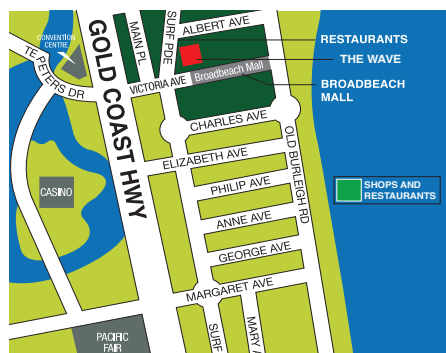 ALBERT AVE
SURF PDE
MAIN PL
CONVENTION
CENTRE
T.E.PETERS DR
GOLD COAST HWY
RESTAURANTS
THE WAVE
VICTORIA AVE
Broadbeach Mall
BROADBEACH
MALL
CHARLES AVE
OLD BURLEIGH RD
ELIZABETH AVE
PHILIP AVE
CASINO
SHOPS AND
RESTAURANTS
ANNE AVE
GEORGE AVE
MARGARET AVE
PACIFIC
FAIR
SURF
MARY A